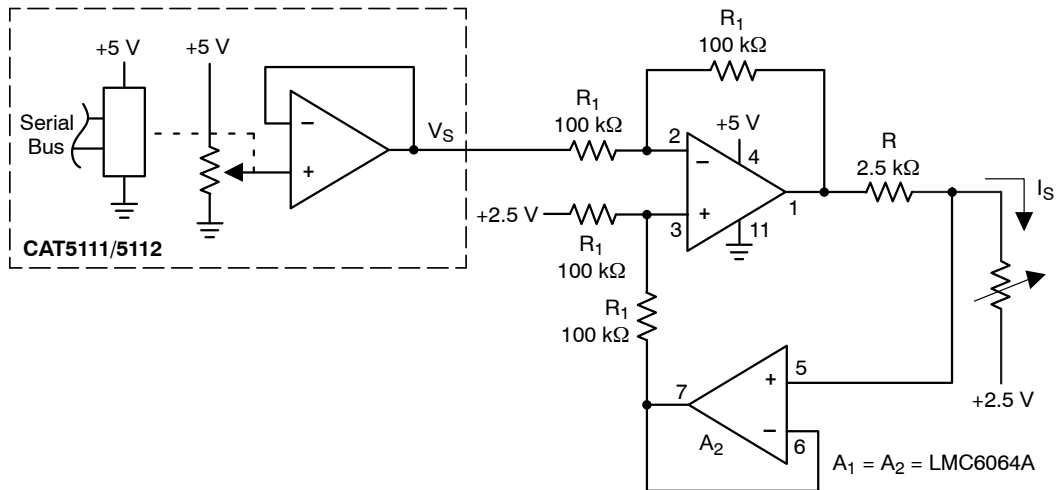 +5 V
+5 V
Serial
Bus
−
+
V_S
CAT5111/5112
R_1
100 kΩ
R_1
100 kΩ
2
−
+5 V
4
+2.5 V
+
3
11
1
R_1
100 kΩ
R_1
100 kΩ
R
2.5 kΩ
I_S
+2.5 V
5
+
7
−
6
A_2
A_1 = A_2 = LMC6064A